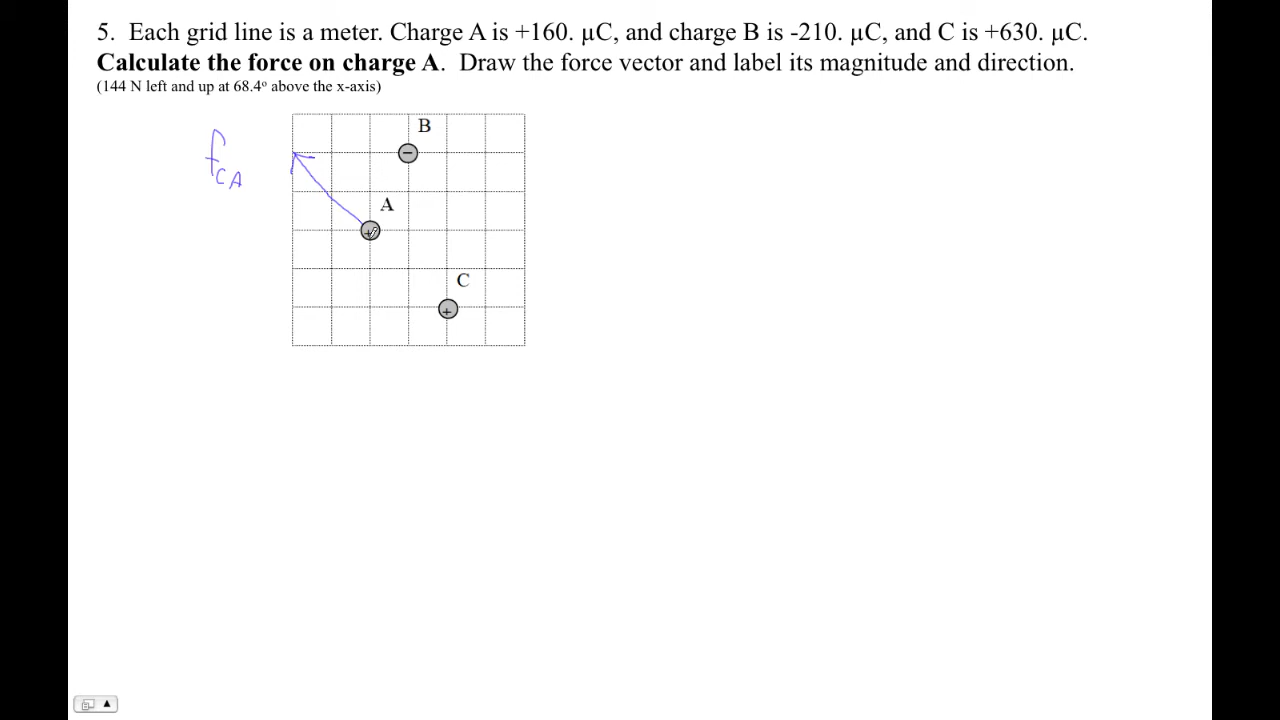 5. Each grid line is a meter. Charge A is +160. µC, and charge B is -210. µC, and C is +630. µC.
Calculate the force on charge A. Draw the force vector and label its magnitude and direction.
(144 N left and up at 68.4º above the x-axis)
B
−
f_CA
A
+
C
+